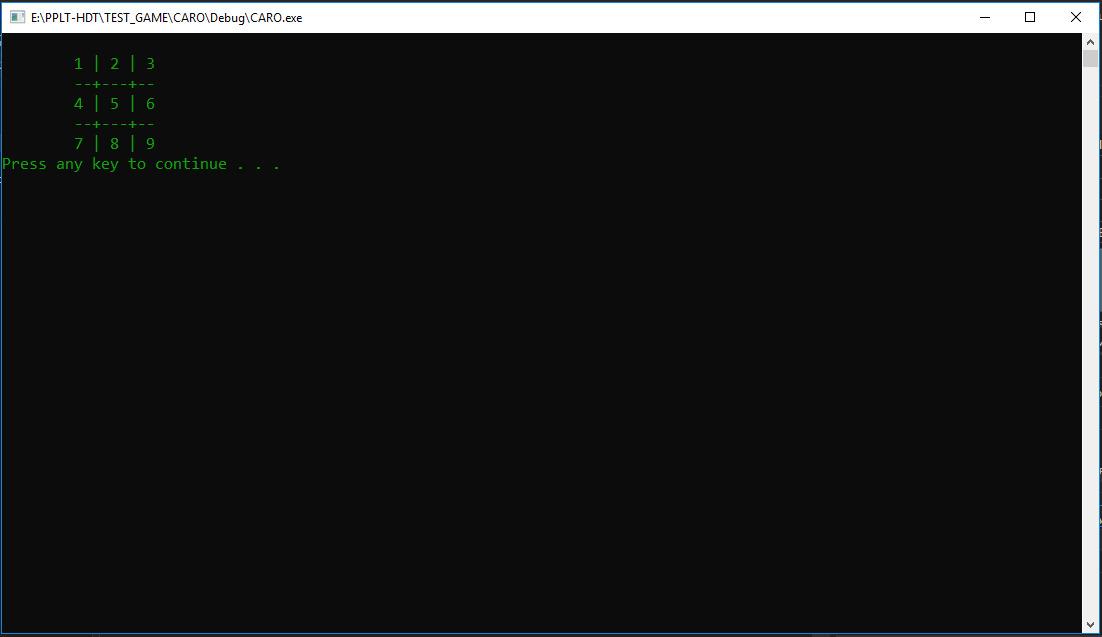 E:\PPLT-HDT\TEST_GAME\CARO\Debug\CARO.exe
1 | 2 | 3
--+---+--
4 | 5 | 6
--+---+--
7 | 8 | 9
Press any key to continue . . .